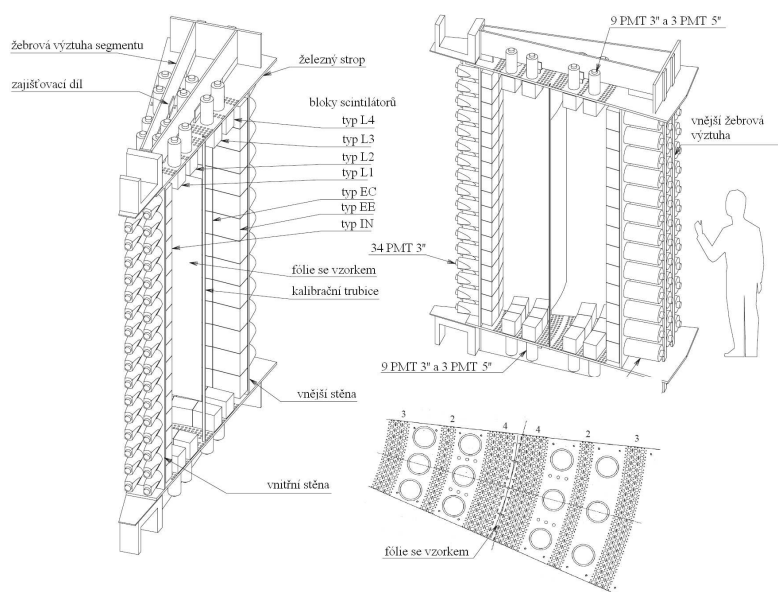 žebrová výztuha segmentu
zajišťovací díl
železný strop
bloky scintilátorů
typ L4
typ L3
typ L2
typ L1
typ EC
typ EE
typ IN
fólie se vzorkem
kalibrační trubice
vnější stěna
vnitřní stěna
9 PMT 3" a 3 PMT 5"
vnější žebrová
výztuha
34 PMT 3"
9 PMT 3" a 3 PMT 5"
3 2 4 4 2 3
fólie se vzorkem